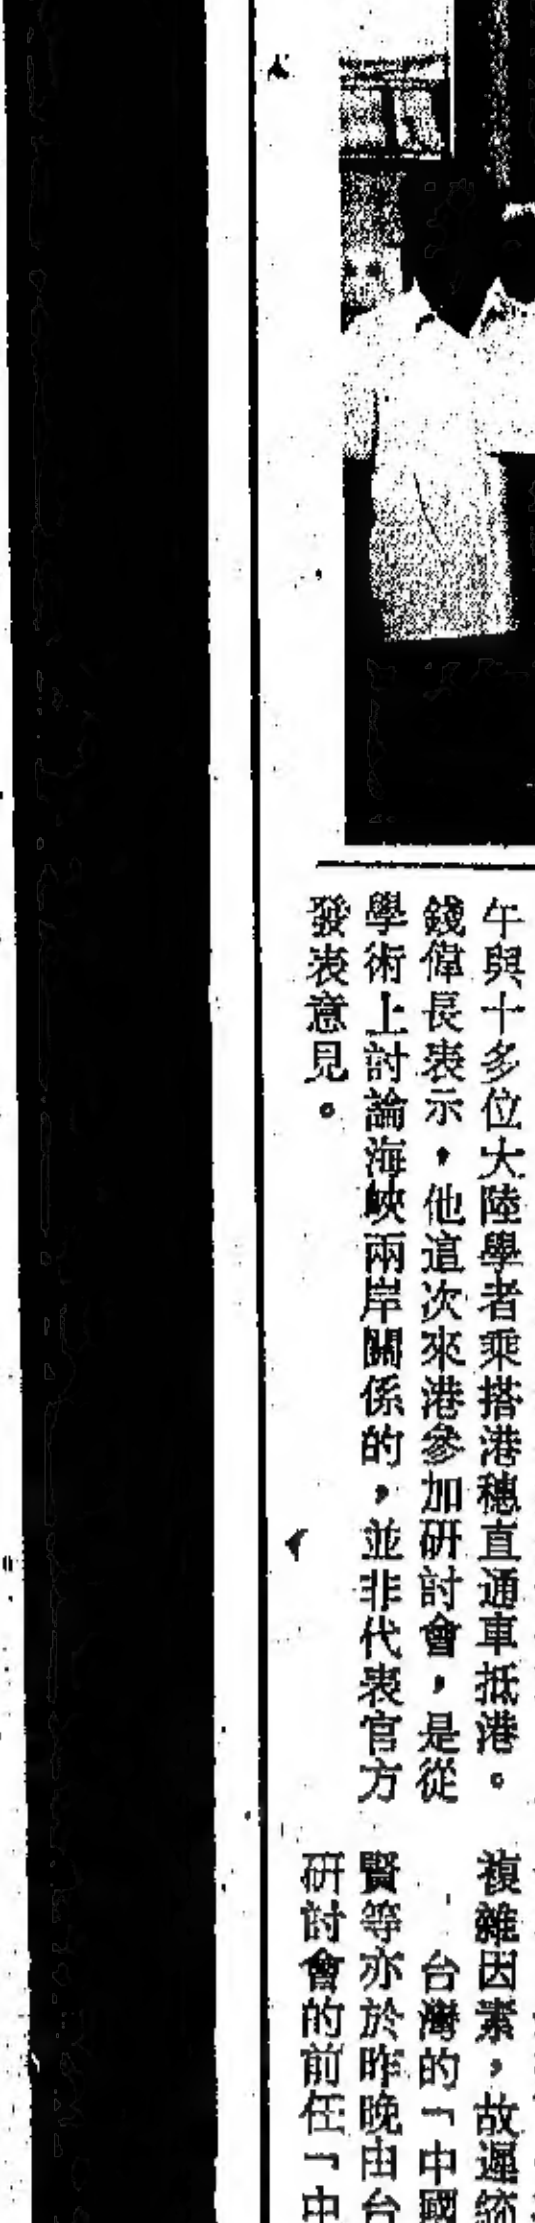 午與十多位大陸學者乘搭港穗直通車抵港。
錢偉長表示，他這次來港參加研討會，是從
學術上討論海峽兩岸關係的，並非代表官方
發表意見。
複雜因素，故遲
台灣的「中國
賢等亦於昨晚由台
研討會的前任「中